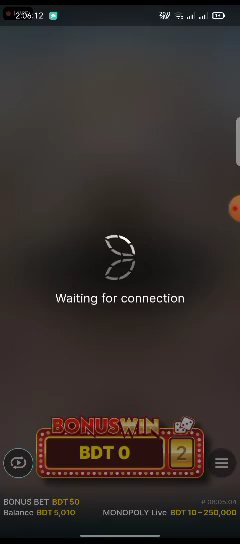 2:06:12
Waiting for connection
BONUSWIN
BDT 0
2
BONUS BET BDT 50
Balance BDT 5,010
MONOPOLY Live BDT 10–250,000